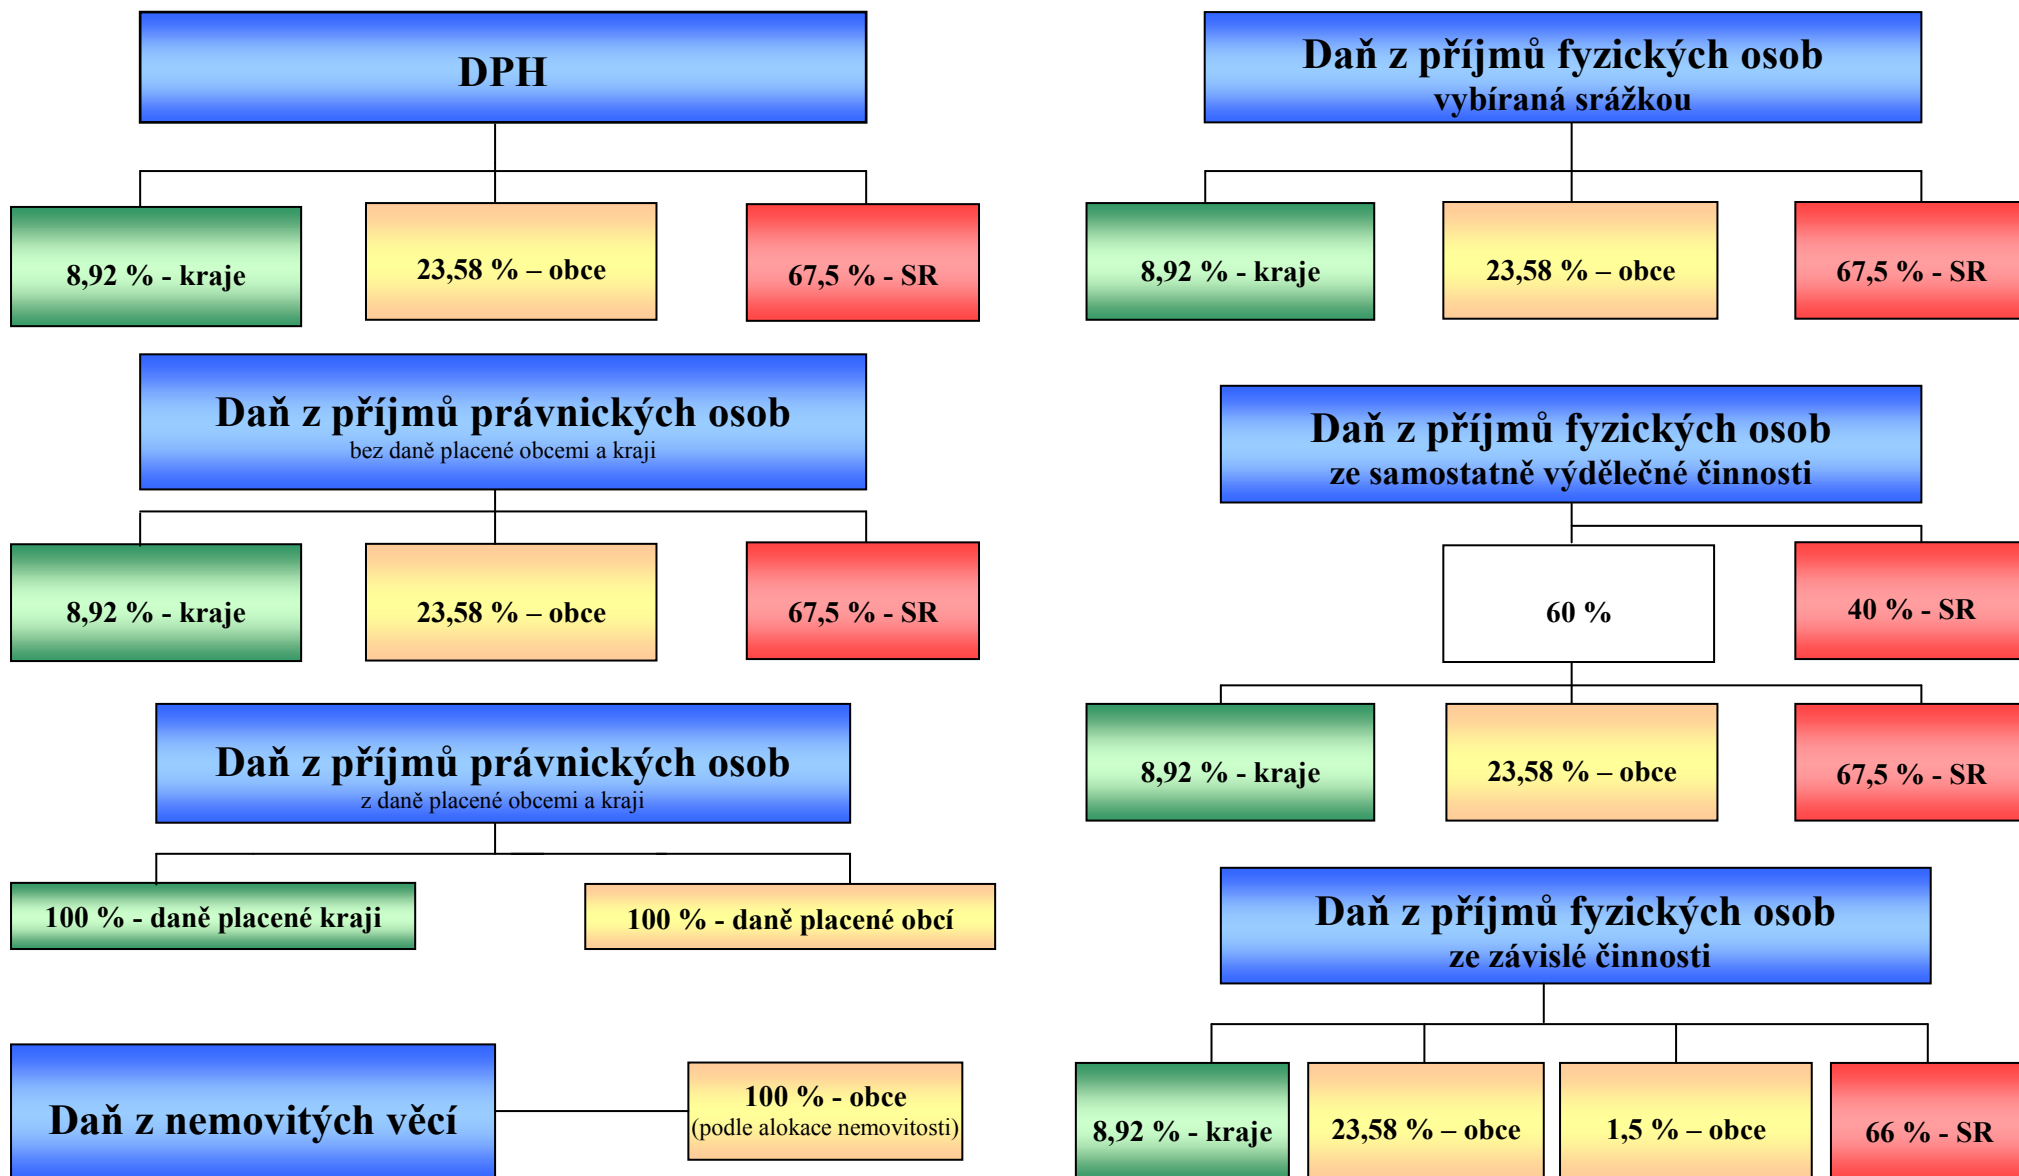 DPH
8,92 % - kraje
23,58 % – obce
67,5 % - SR
Daň z příjmů právnických osob
bez daně placené obcemi a kraji
8,92 % - kraje
23,58 % – obce
67,5 % - SR
Daň z příjmů právnických osob
z daně placené obcemi a kraji
100 % - daně placené kraji
100 % - daně placené obcí
Daň z nemovitých věcí
100 % - obce
(podle alokace nemovitosti)
Daň z příjmů fyzických osob
vybíraná srážkou
8,92 % - kraje
23,58 % – obce
67,5 % - SR
Daň z příjmů fyzických osob
ze samostatně výdělečné činnosti
60 %
40 % - SR
8,92 % - kraje
23,58 % – obce
67,5 % - SR
Daň z příjmů fyzických osob
ze závislé činnosti
8,92 % - kraje
23,58 % – obce
1,5 % – obce
66 % - SR